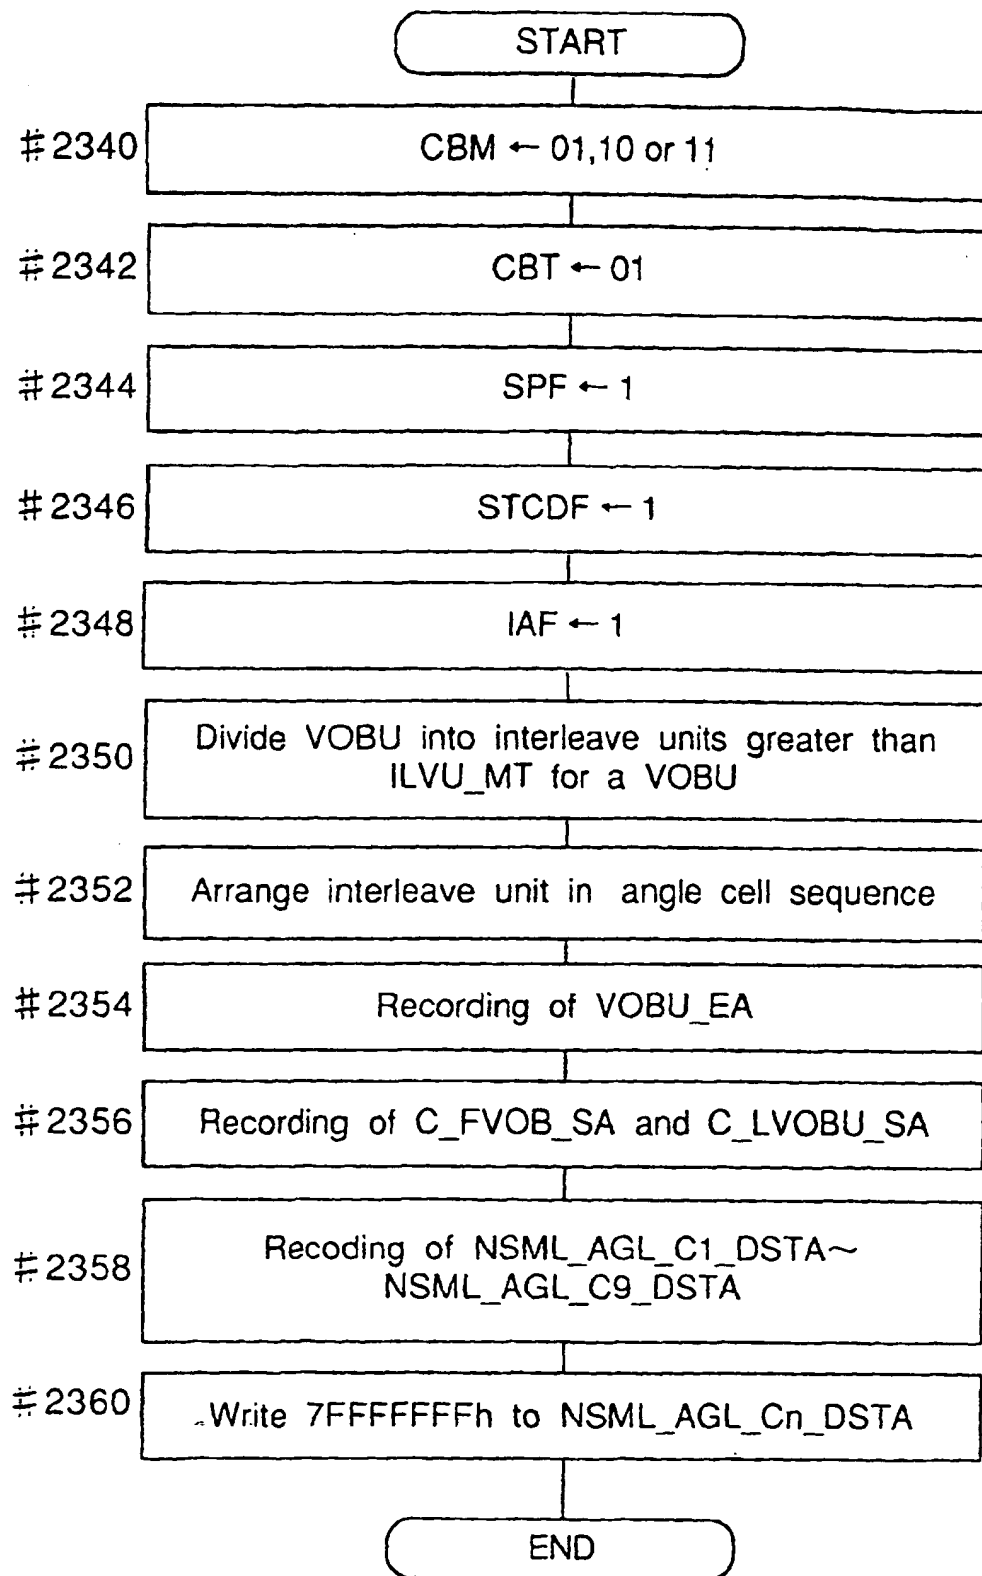 START
#2340 CBM ← 01,10 or 11
#2342 CBT ← 01
#2344 SPF ← 1
#2346 STCDF ← 1
#2348 IAF ← 1
#2350 Divide VOBU into interleave units greater than
ILVU_MT for a VOBU
#2352 Arrange interleave unit in angle cell sequence
#2354 Recording of VOBU_EA
#2356 Recording of C_FVOB_SA and C_LVOBU_SA
#2358 Recoding of NSML_AGL_C1_DSTA~
NSML_AGL_C9_DSTA
#2360 Write 7FFFFFFFh to NSML_AGL_Cn_DSTA
END